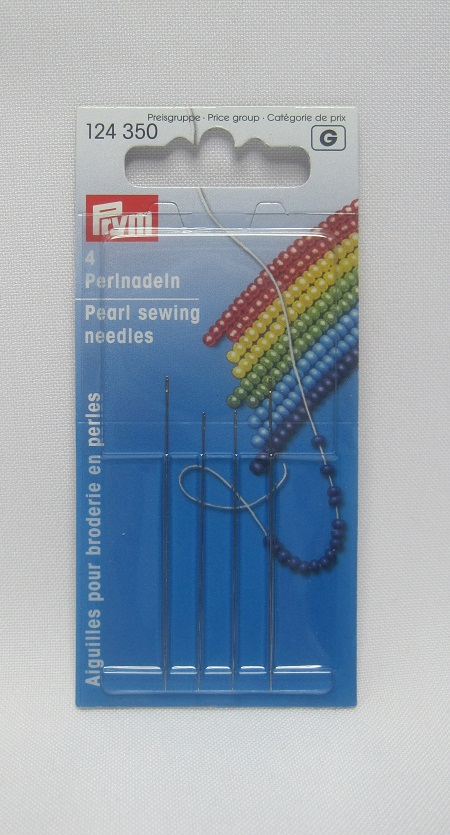 Preisgruppe · Price group · Catégorie de prix
124 350
G
Prym
4
Perlnadeln
Pearl sewing
needles
Aiguilles pour broderie en perles